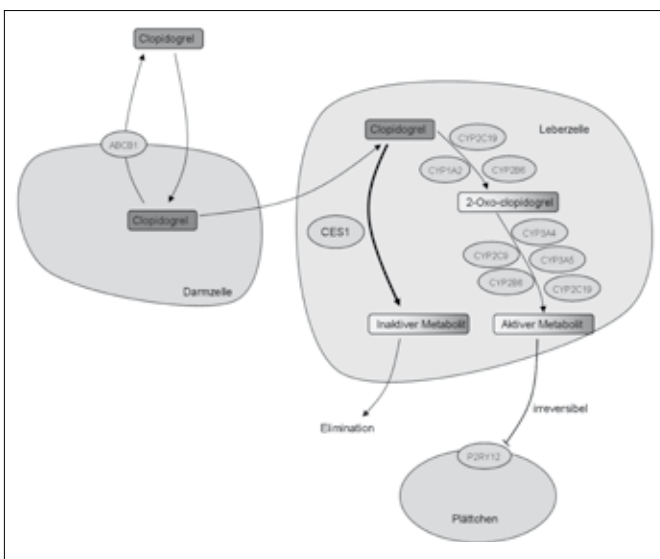 Clopidogrel
ABCB1
Clopidogrel
Darmzelle
Leberzelle
Clopidogrel
CYP2C19
CYP1A2
CYP2B6
2-Oxo-clopidogrel
CES1
CYP3A4
CYP2C9
CYP3A5
CYP2B6
CYP2C19
Inaktiver Metabolit
Aktiver Metabolit
Elimination
irreversibel
P2RY12
Plättchen